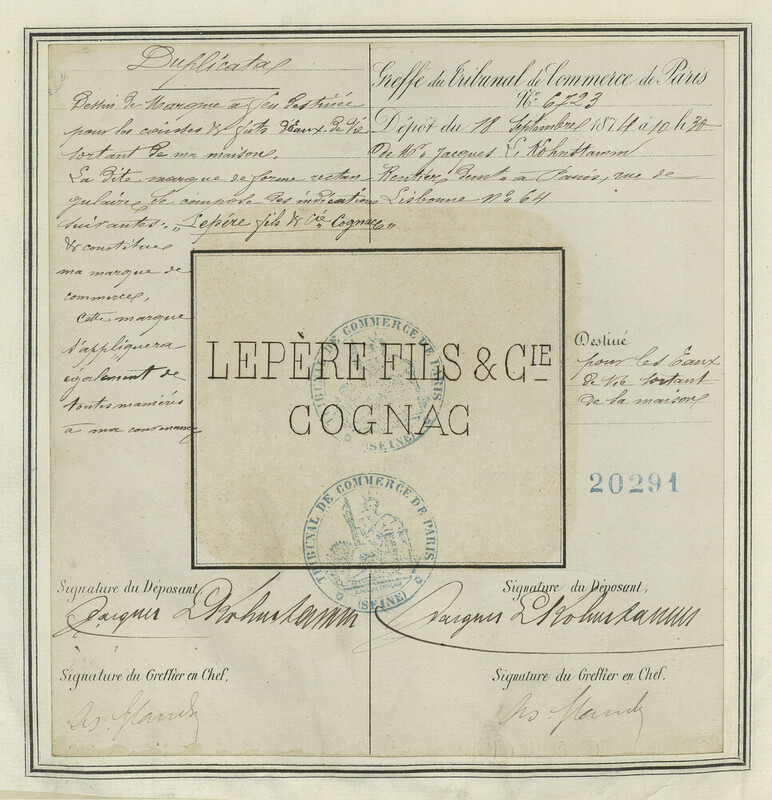 Duplicata
Dessin de Marque à feu destinée
pour les caisses & fûts d'Eaux de Vie
sortant de ma maison.
La dite marque de forme rectan
gulaire se compose des indications
suivantes: „Lepère fils & Cie Cognac"
& constitue
ma marque de
commerce.
Cette marque
s'appliquera
également de
toutes manières
à ma convenance
Greffe du Tribunal de Commerce de Paris
No 6723
Dépôt du 18 Septembre 1874 à 10 h 30
de Mr. Jacques L. Kohnstamm
Rentier, demt. à Paris, rue de
Lisbonne No 64
LEPÈRE FILS & CIE
COGNAC
TRIBUNAL DE COMMERCE DE PARIS
(SEINE)
TRIBUNAL DE COMMERCE DE PARIS
(SEINE)
Destiné
pour les Eaux
de Vie sortant
de la maison
20291
Signature du Déposant,
Jacques L Kohnstamm
Signature du Greffier en Chef,
Signature du Déposant,
Jacques L Kohnstamm
Signature du Greffier en Chef,